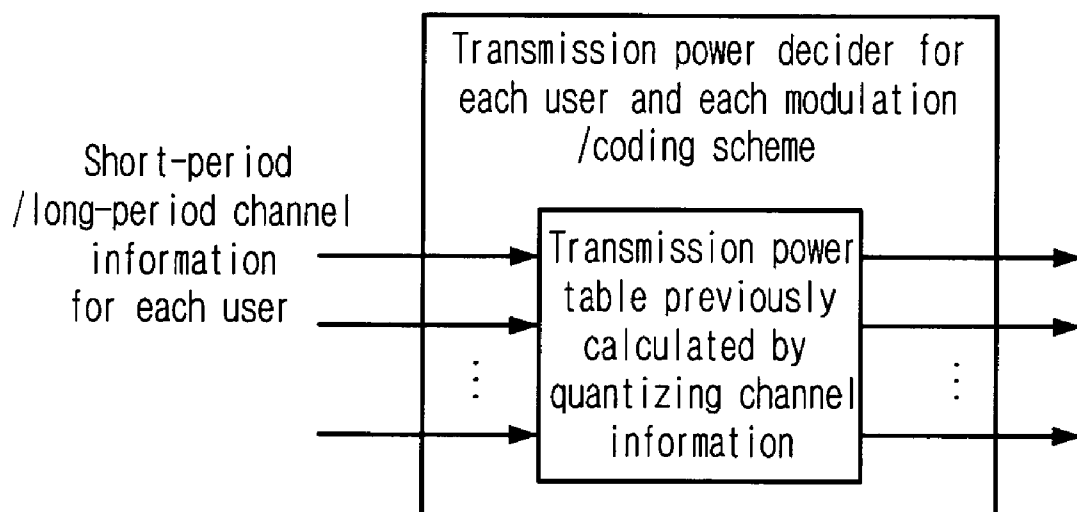 Transmission power decider for
each user and each modulation
/coding scheme
Short-period
/long-period channel
information
for each user
Transmission power
table previously
calculated by
quantizing channel
information